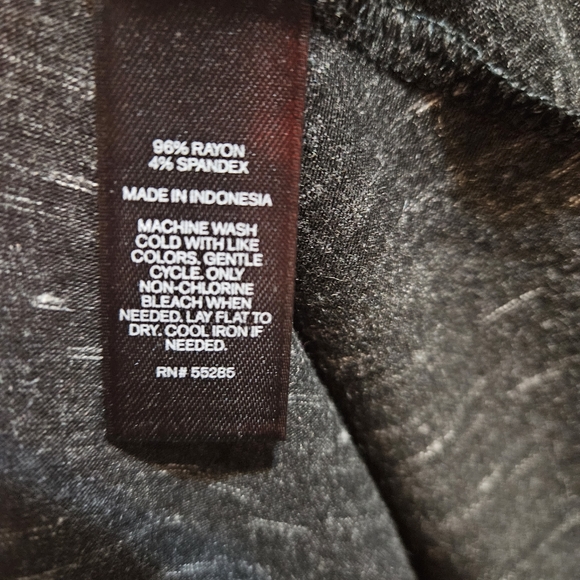 96% RAYON
4% SPANDEX
MADE IN INDONESIA
MACHINE WASH
COLD WITH LIKE
COLORS. GENTLE
CYCLE. ONLY
NON-CHLORINE
BLEACH WHEN
NEEDED. LAY FLAT TO
DRY. COOL IRON IF
NEEDED.
RN# 55285